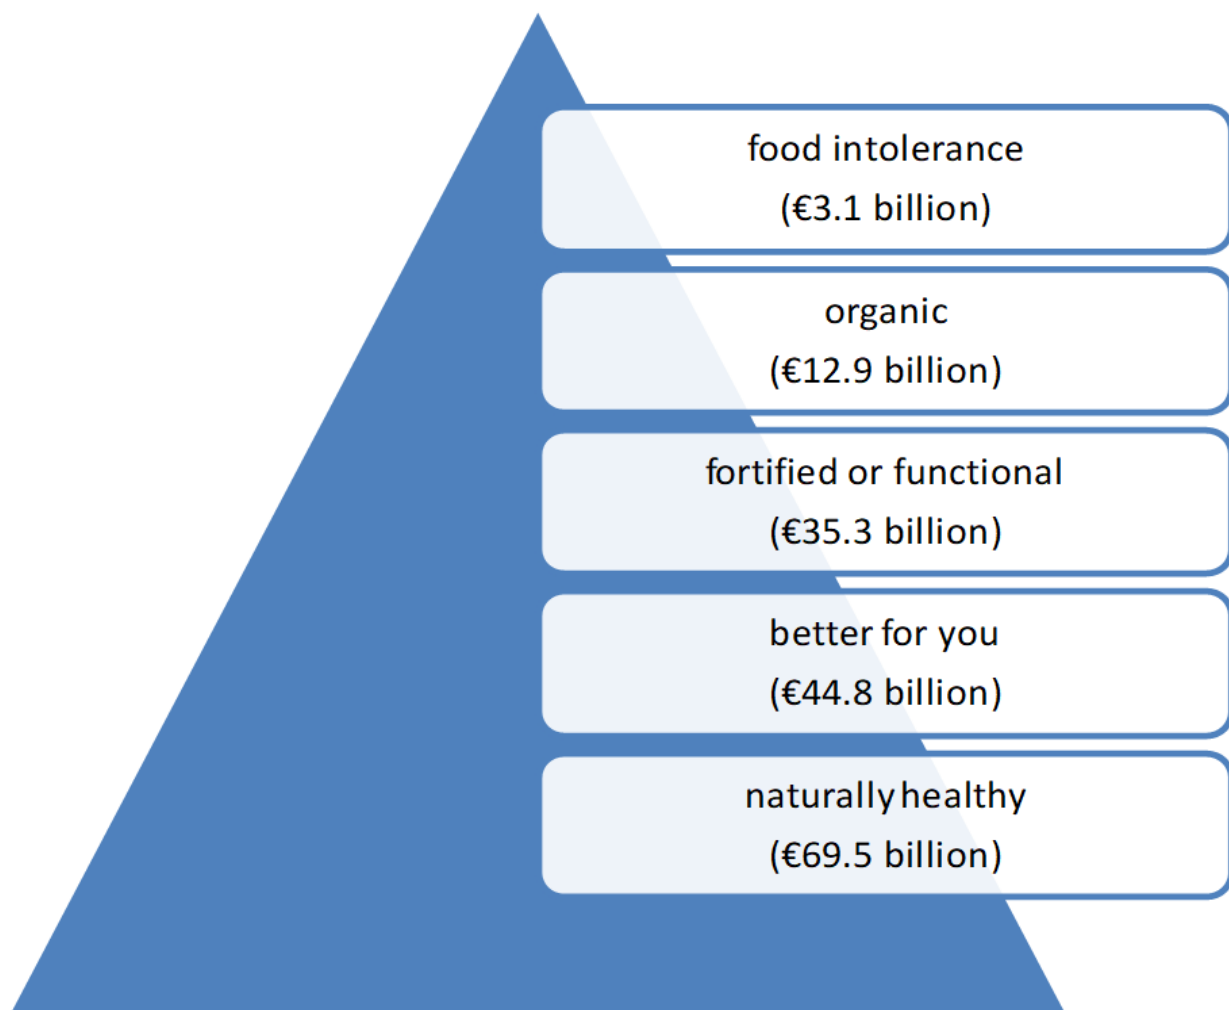 food intolerance
(€3.1 billion)
organic
(€12.9 billion)
fortified or functional
(€35.3 billion)
better for you
(€44.8 billion)
naturally healthy
(€69.5 billion)